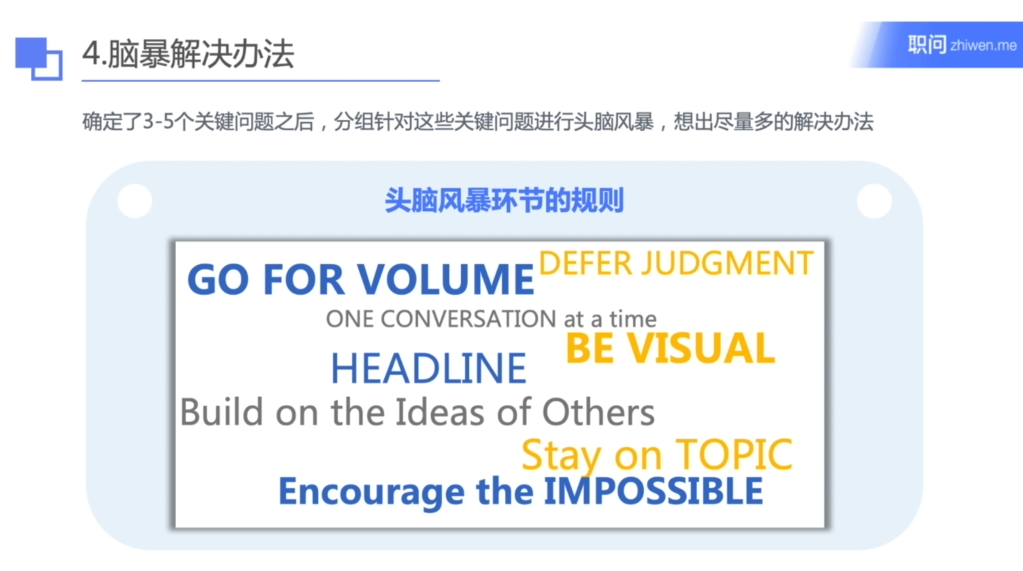 4.脑暴解决办法
职问 zhiwen.me
确定了3-5个关键问题之后，分组针对这些关键问题进行头脑风暴，想出尽量多的解决办法
头脑风暴环节的规则
GO FOR VOLUME
DEFER JUDGMENT
ONE CONVERSATION at a time
BE VISUAL
HEADLINE
Build on the Ideas of Others
Stay on TOPIC
Encourage the IMPOSSIBLE